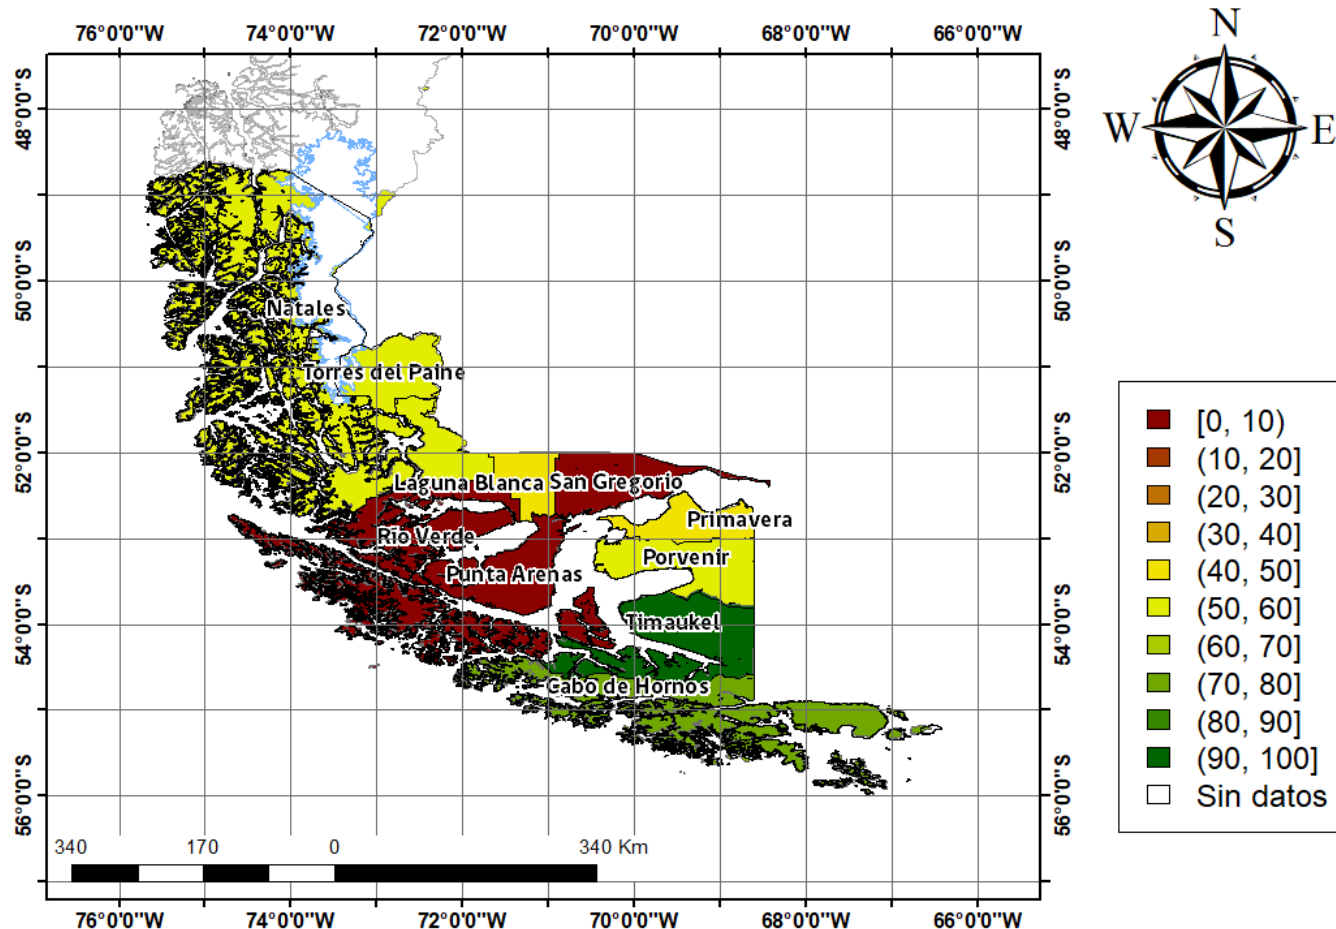 76°0'0"W 74°0'0"W 72°0'0"W 70°0'0"W 68°0'0"W 66°0'0"W
N
W E
S
48°0'0"S 48°0'0"S
50°0'0"S 50°0'0"S
52°0'0"S 52°0'0"S
54°0'0"S 54°0'0"S
56°0'0"S 56°0'0"S
Natales
Torres del Paine
Laguna Blanca San Gregorio
Primavera
Río Verde
Porvenir
Punta Arenas
Timaukel
Cabo de Hornos
340 170 0 340 Km
76°0'0"W 74°0'0"W 72°0'0"W 70°0'0"W 68°0'0"W 66°0'0"W
[0, 10)
(10, 20]
(20, 30]
(30, 40]
(40, 50]
(50, 60]
(60, 70]
(70, 80]
(80, 90]
(90, 100]
Sin datos